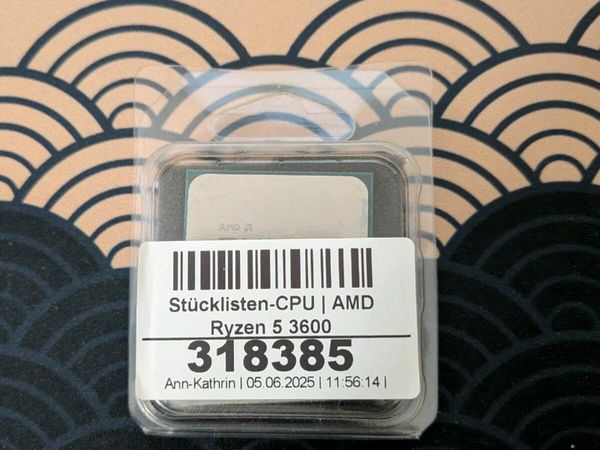 AMD
Stücklisten-CPU | AMD
Ryzen 5 3600
318385
Ann-Kathrin | 05.06.2025 | 11:56:14 |